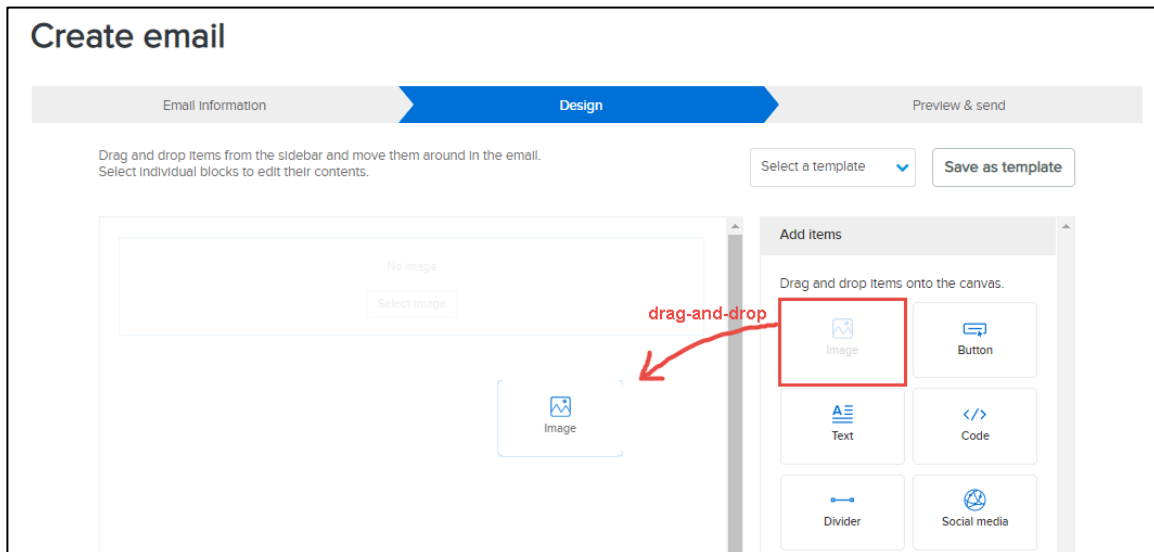 Create email
Email information
Design
Preview & send
Drag and drop items from the sidebar and move them around in the email.
Select individual blocks to edit their contents.
Select a template
Save as template
Add items
No image
Select image
Drag and drop items onto the canvas.
drag-and-drop
Image
Button
Image
Text
Code
Divider
Social media